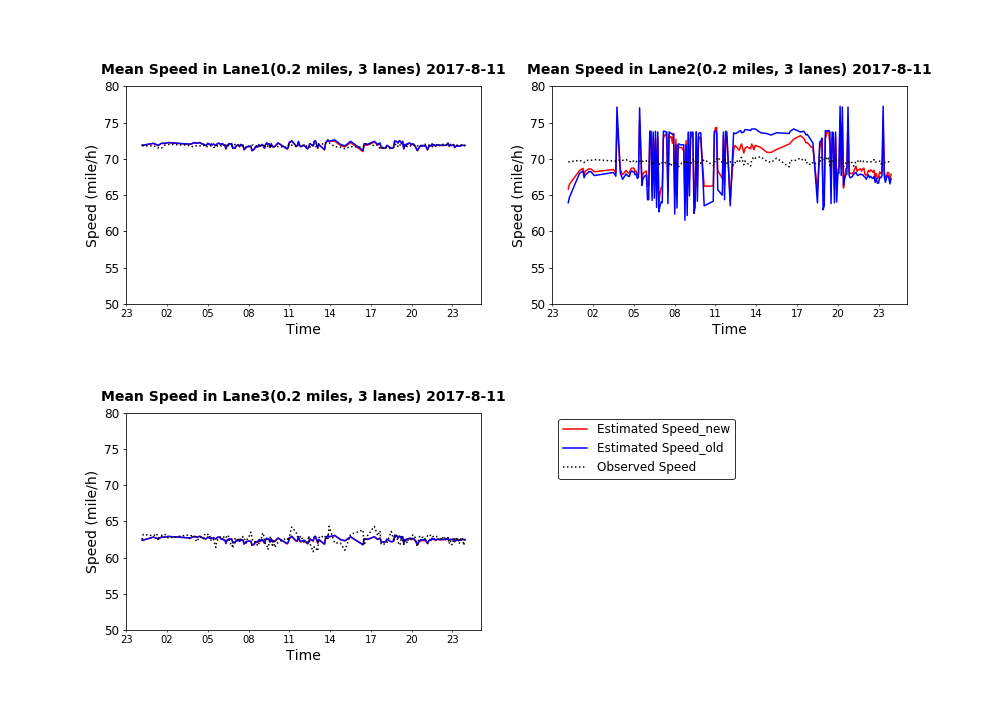 Mean Speed in Lane1(0.2 miles, 3 lanes) 2017-8-11
80
75
70
65
60
55
50
Speed (mile/h)
23 02 05 08 11 14 17 20 23
Time
Mean Speed in Lane2(0.2 miles, 3 lanes) 2017-8-11
80
75
70
65
60
55
50
Speed (mile/h)
23 02 05 08 11 14 17 20 23
Time
Mean Speed in Lane3(0.2 miles, 3 lanes) 2017-8-11
80
75
70
65
60
55
50
Speed (mile/h)
23 02 05 08 11 14 17 20 23
Time
Estimated Speed_new
Estimated Speed_old
Observed Speed